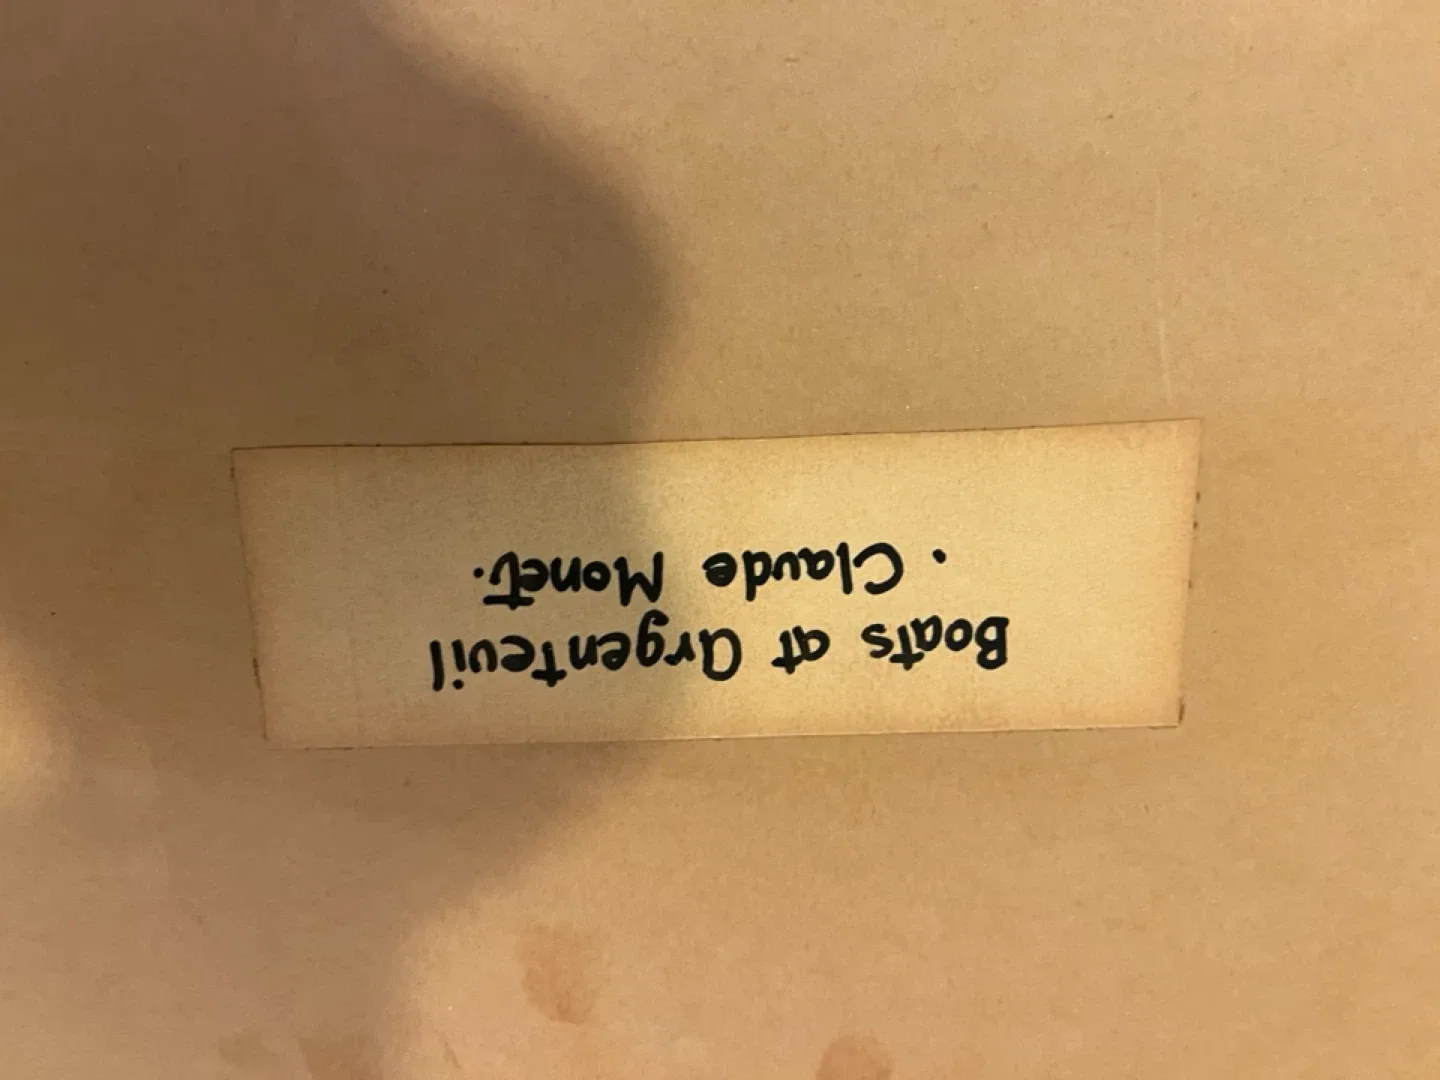 Boats at Argenteuil
. Claude Monet.